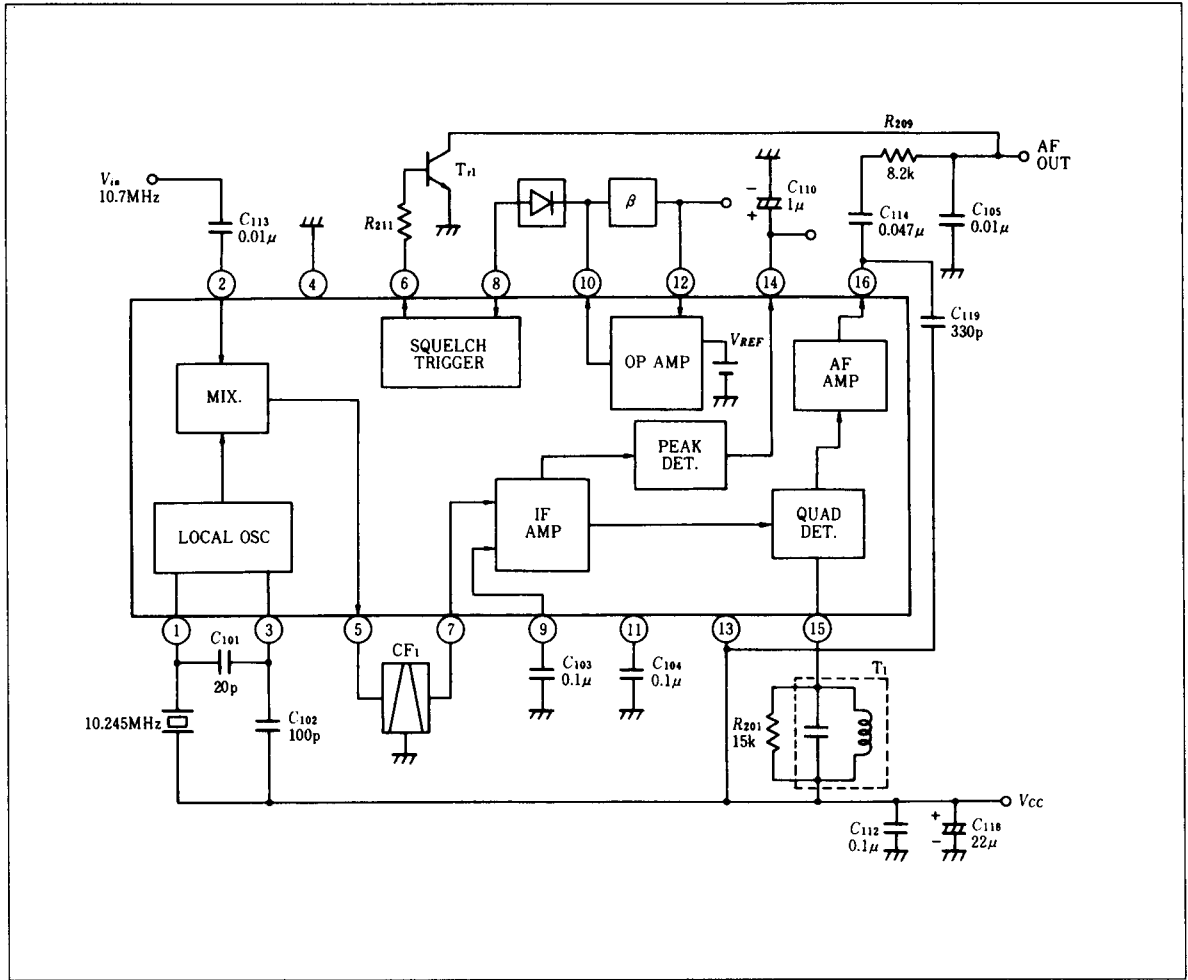 R209
8.2k
AF
OUT
Vin
10.7MHz
C113
0.01μ
R211
Tr1
β
−
+
C110
1μ
C114
0.047μ
C105
0.01μ
2
4
6
8
10
12
14
16
C119
330p
SQUELCH
TRIGGER
OP AMP
VREF
AF
AMP
MIX.
PEAK
DET.
LOCAL OSC
IF
AMP
QUAD
DET.
1
3
5
7
9
11
13
15
C101
20p
CF1
C103
0.1μ
C104
0.1μ
T1
10.245MHz
C102
100p
R201
15k
VCC
C112
0.1μ
+
−
C118
22μ